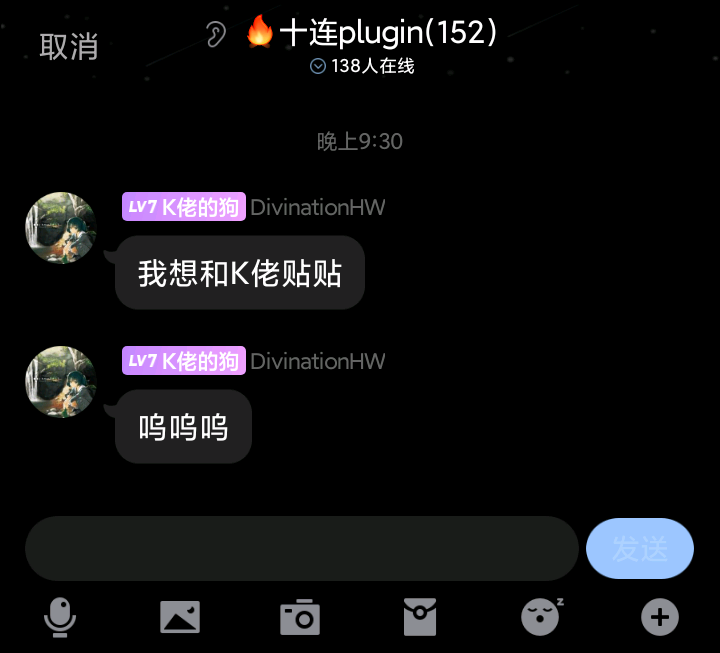 取消
🔥十连plugin(152)
138人在线
晚上9:30
LV7 K佬的狗 DivinationHW
我想和K佬贴贴
LV7 K佬的狗 DivinationHW
呜呜呜
发送
z